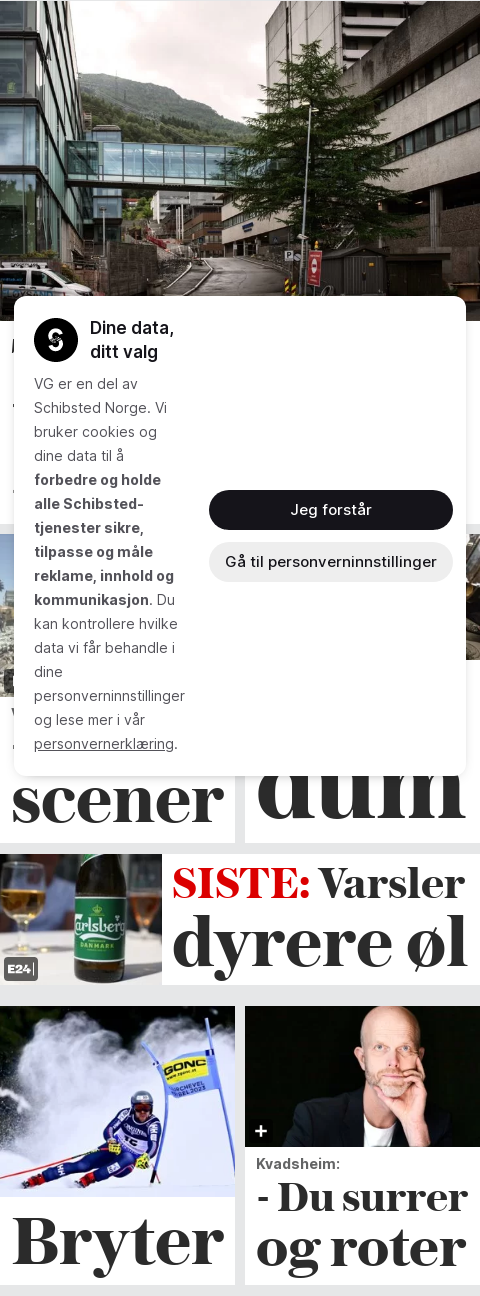 Dine data,
ditt valg
VG er en del av
Schibsted Norge. Vi
bruker cookies og
dine data til å
forbedre og holde
alle Schibsted-
tjenester sikre,
tilpasse og måle
reklame, innhold og
kommunikasjon. Du
kan kontrollere hvilke
data vi får behandle i
dine
personverninnstillinger
og lese mer i vår
personvernerklæring.
Jeg forstår
Gå til personverninnstillinger
scener
dum
Carlsberg
DANMARK
E24
SISTE: Varsler
dyrere øl
GONG
Bryter
+
Kvadsheim:
- Du surrer
og roter